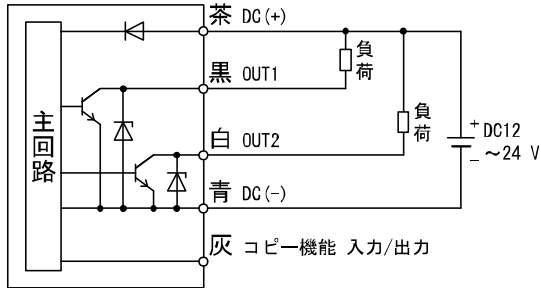 茶 DC(+)
負荷
黒 OUT1
負荷
主回路
白 OUT2
+ DC12
- ～24 V
青 DC(-)
灰 コピー機能 入力/出力